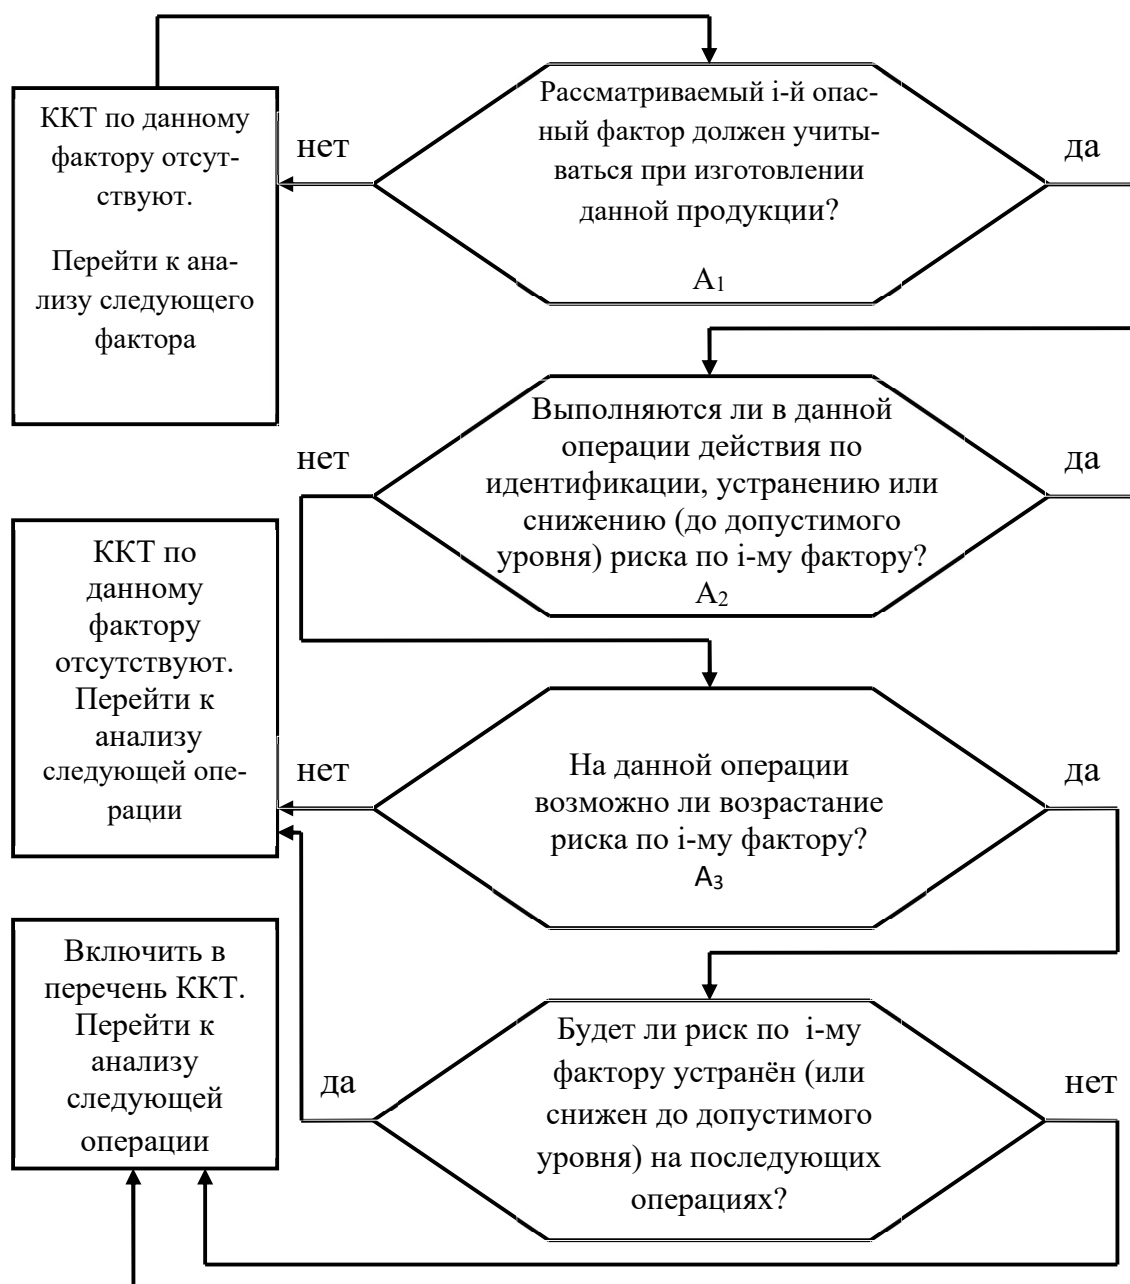 ККТ по данному
фактору отсут-
ствуют.
Перейти к ана-
лизу следующего
фактора
нет
Рассматриваемый i-й опас-
ный фактор должен учиты-
ваться при изготовлении
данной продукции?
А1
да
нет
Выполняются ли в данной
операции действия по
идентификации, устранению или
снижению (до допустимого
уровня) риска по i-му фактору?
А2
да
ККТ по
данному
фактору
отсутствуют.
Перейти к
анализу
следующей опе-
рации
нет
На данной операции
возможно ли возрастание
риска по i-му фактору?
А3
да
Включить в
перечень ККТ.
Перейти к
анализу
следующей
операции
да
Будет ли риск по i-му
фактору устранён (или
снижен до допустимого
уровня) на последующих
операциях?
нет